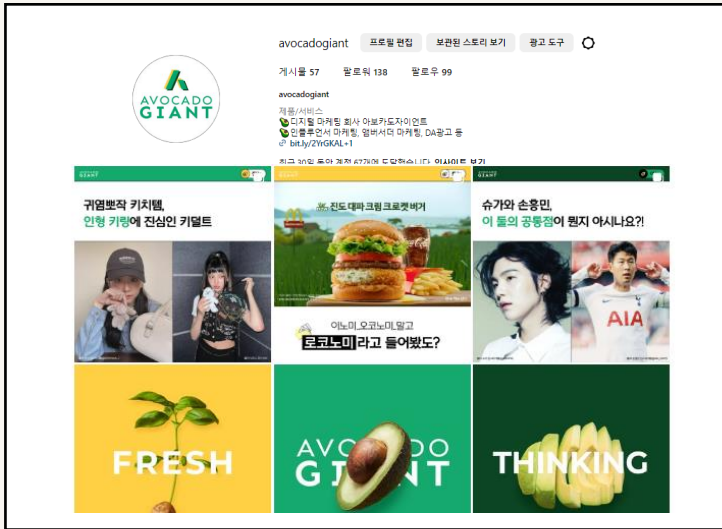 avocadogiant 프로필 편집 보관된 스토리 보기 광고 도구
게시물 57 팔로워 138 팔로우 99
AVOCADO
GIANT
avocadogiant
제품/서비스
디지털 마케팅 회사 아보카도자이언트
인플루언서 마케팅, 앰버서더 마케팅, DA광고 등
bit.ly/2YrGKAL+1
최근 30일 동안 계정 67개에 도달했습니다. 인사이트 보기
GIANT
귀염뽀작 키치템,
인형 키링에 진심인 키덜트
GIANT
진도 대파 크림 크로켓 버거
이노미, 오코노미 말고
로코노미 라고 들어봤도?
GIANT
슈가와 손흥민,
이 둘의 공통점이 뭔지 아시나요?!
AIA
FRESH
AVOCADO
GIANT
THINKING